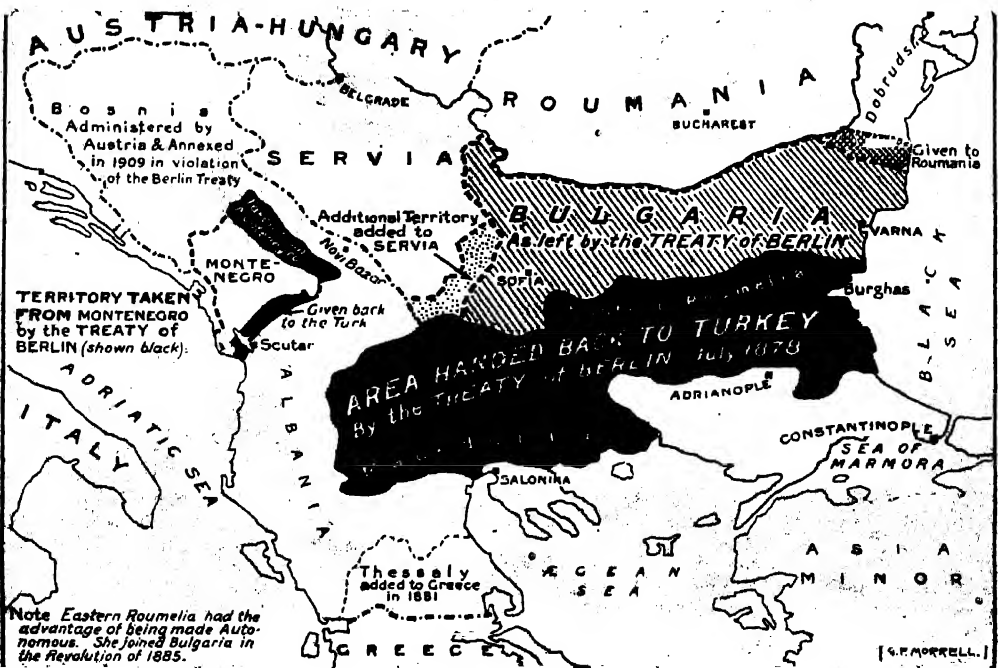 AUSTRIA-HUNGARY
BELGRADE
ROUMANIA
BUCHAREST
Dobrudsja
Given to
Roumania
Bosnia
Administered by
Austria & Annexed
in 1909 in violation
of the Berlin Treaty
SERVIA
Additional Territory
added to
SERVIA
BULGARIA
As left by the TREATY of BERLIN
VARNA
SOFIA
Burghas
BLACK SEA
Novi Bazar
MONTE-
NEGRO
Given back
to the Turk
Scutari
TERRITORY TAKEN
FROM MONTENEGRO
by the TREATY of
BERLIN (shown black).
AREA HANDED BACK TO TURKEY
By the TREATY of BERLIN July 1878
ADRIANOPLE
CONSTANTINOPLE
SEA OF
MARMORA
ADRIATIC SEA
ITALY
ALBANIA
SALONIKA
Thessaly
added to Greece
in 1881
ÆGEAN
SEA
ASIA
MINOR
GREECE
Note Eastern Roumelia had the
advantage of being made Auto-
nomous. She joined Bulgaria in
the Revolution of 1885.
[G.F. MORRELL.]